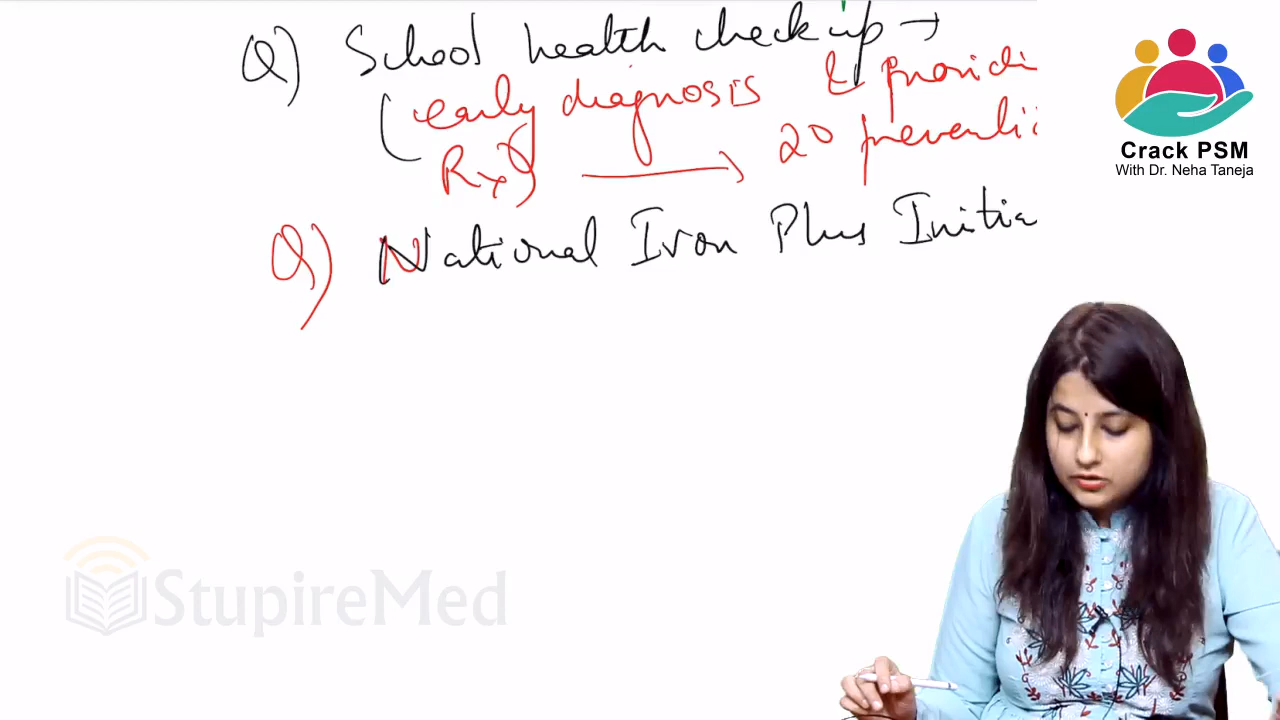 Q) School health check up →
(early diagnosis & providi
Rx) → 20 preventi
Q) National Iron Plus Initia
Crack PSM
With Dr. Neha Taneja
StupireMed